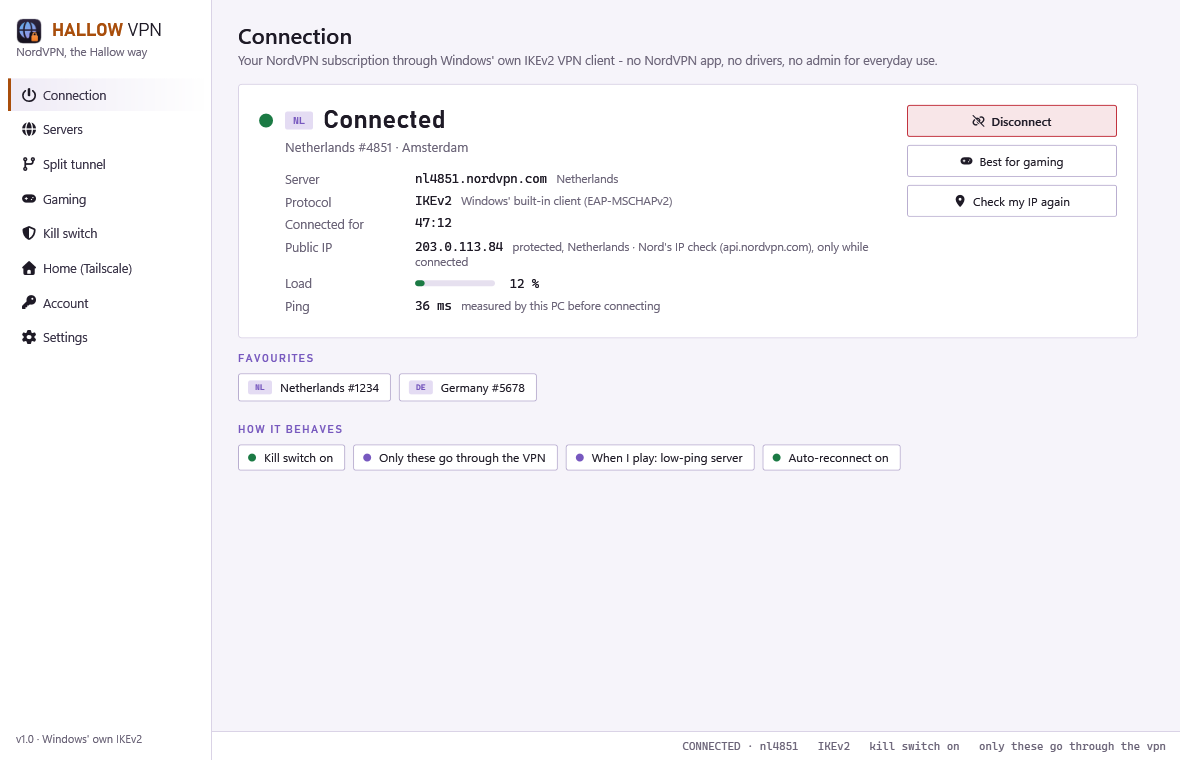 HALLOW VPN
NordVPN, the Hallow way
Connection
Servers
Split tunnel
Gaming
Kill switch
Home (Tailscale)
Account
Settings
v1.0 · Windows' own IKEv2
Connection
Your NordVPN subscription through Windows' own IKEv2 VPN client - no NordVPN app, no drivers, no admin for everyday use.
NL Connected
Netherlands #4851 · Amsterdam
Server nl4851.nordvpn.com Netherlands
Protocol IKEv2 Windows' built-in client (EAP-MSCHAPv2)
Connected for 47:12
Public IP 203.0.113.84 protected, Netherlands · Nord's IP check (api.nordvpn.com), only while
connected
Load 12 %
Ping 36 ms measured by this PC before connecting
Disconnect
Best for gaming
Check my IP again
FAVOURITES
NL Netherlands #1234 DE Germany #5678
HOW IT BEHAVES
Kill switch on Only these go through the VPN When I play: low-ping server Auto-reconnect on
CONNECTED · nl4851 IKEv2 kill switch on only these go through the vpn